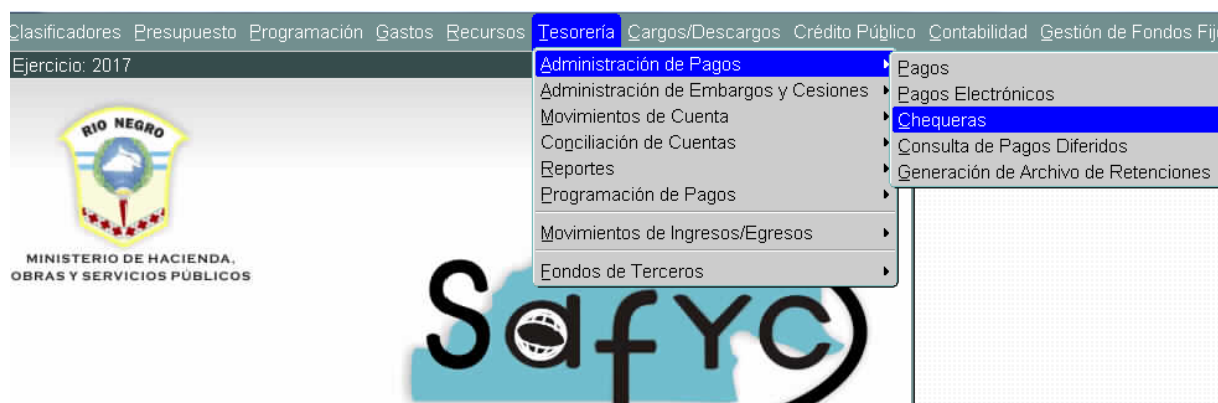 Clasificadores Presupuesto Programación Gastos Recursos Tesorería Cargos/Descargos Crédito Público Contabilidad Gestión de Fondos Fij
Ejercicio: 2017
Administración de Pagos
Administración de Embargos y Cesiones
Movimientos de Cuenta
Conciliación de Cuentas
Reportes
Programación de Pagos
Movimientos de Ingresos/Egresos
Fondos de Terceros
Pagos
Pagos Electrónicos
Chequeras
Consulta de Pagos Diferidos
Generación de Archivo de Retenciones
RIO NEGRO
MINISTERIO DE HACIENDA,
OBRAS Y SERVICIOS PÚBLICOS
SafyC